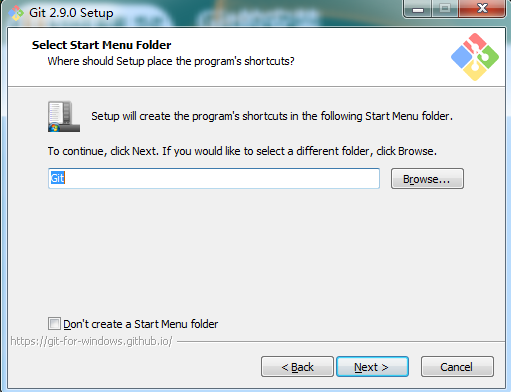 Git 2.9.0 Setup
Select Start Menu Folder
Where should Setup place the program's shortcuts?
Setup will create the program's shortcuts in the following Start Menu folder.
To continue, click Next. If you would like to select a different folder, click Browse.
Git
Browse...
Don't create a Start Menu folder
https://git-for-windows.github.io/
< Back
Next >
Cancel